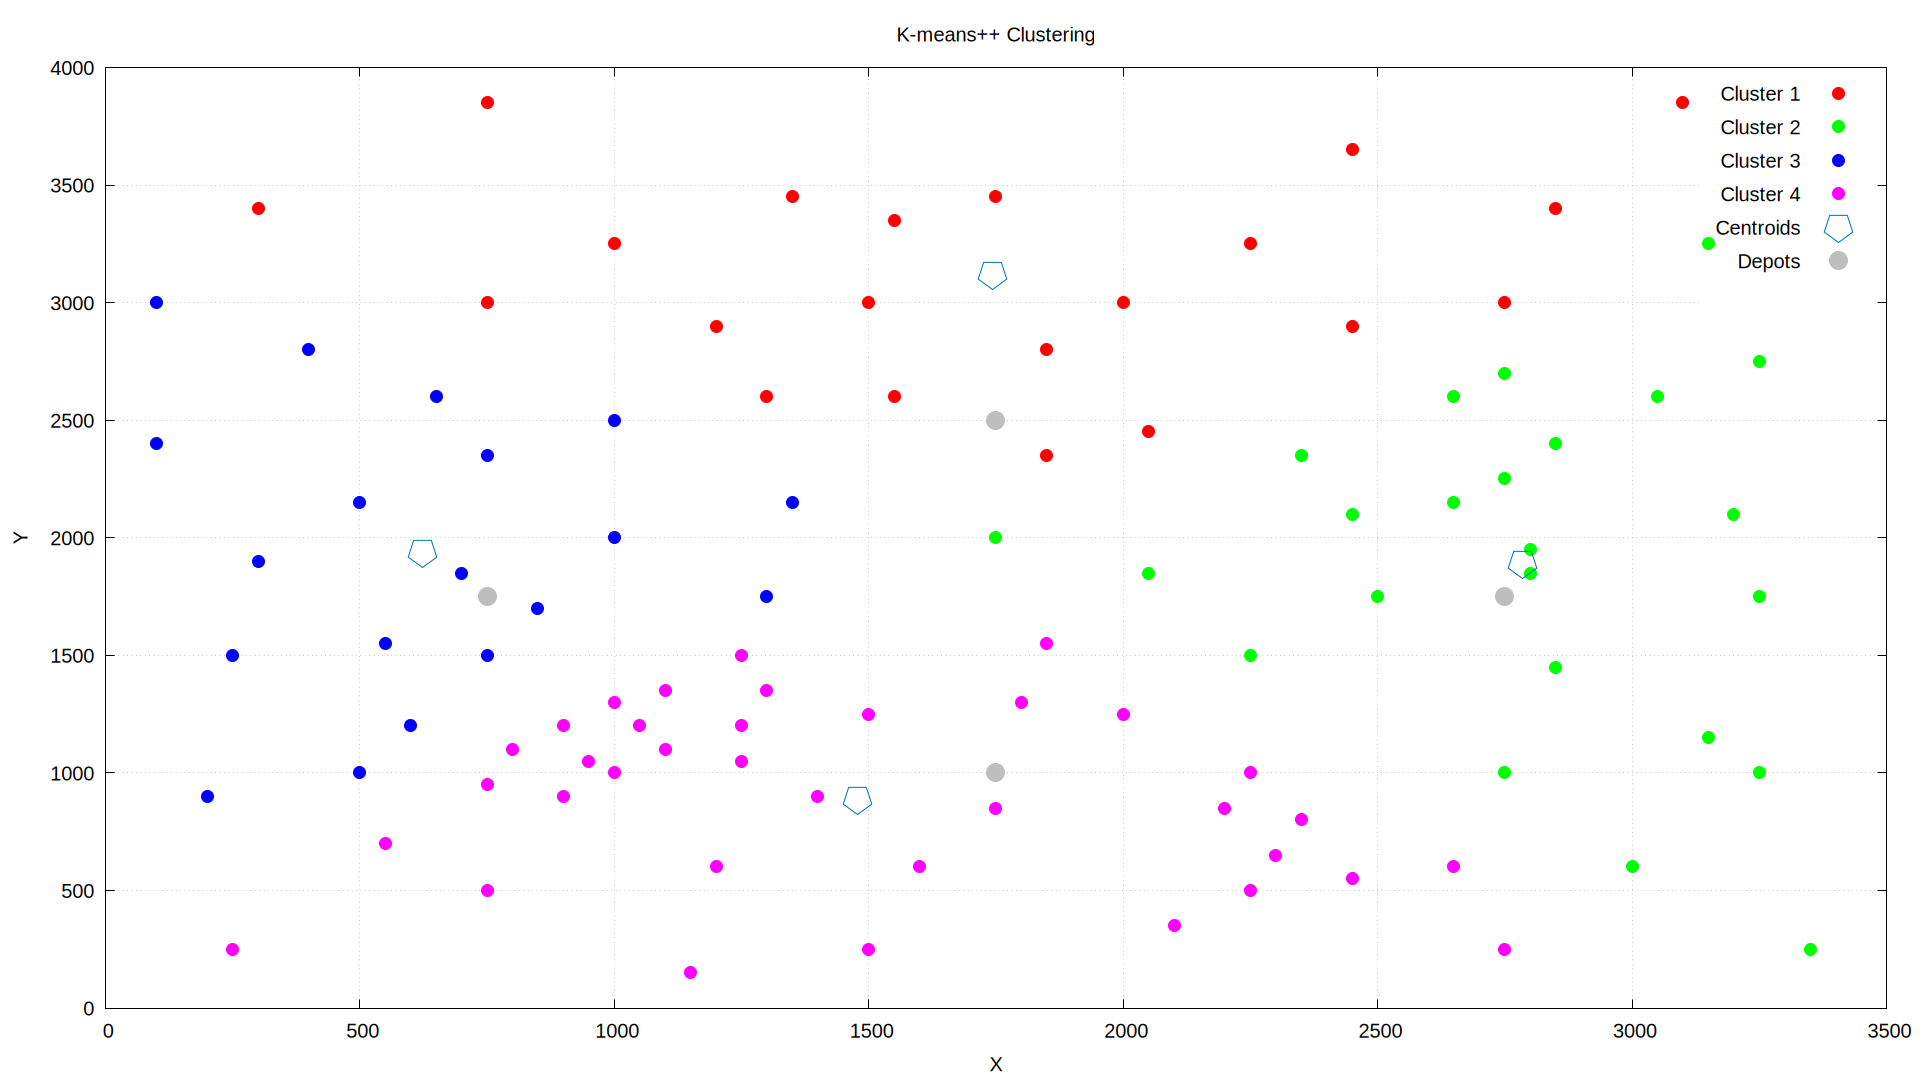 K-means++ Clustering
4000
3500
3000
2500
2000
1500
1000
500
0
Y
Cluster 1
Cluster 2
Cluster 3
Cluster 4
Centroids
Depots
0 500 1000 1500 2000 2500 3000 3500
X